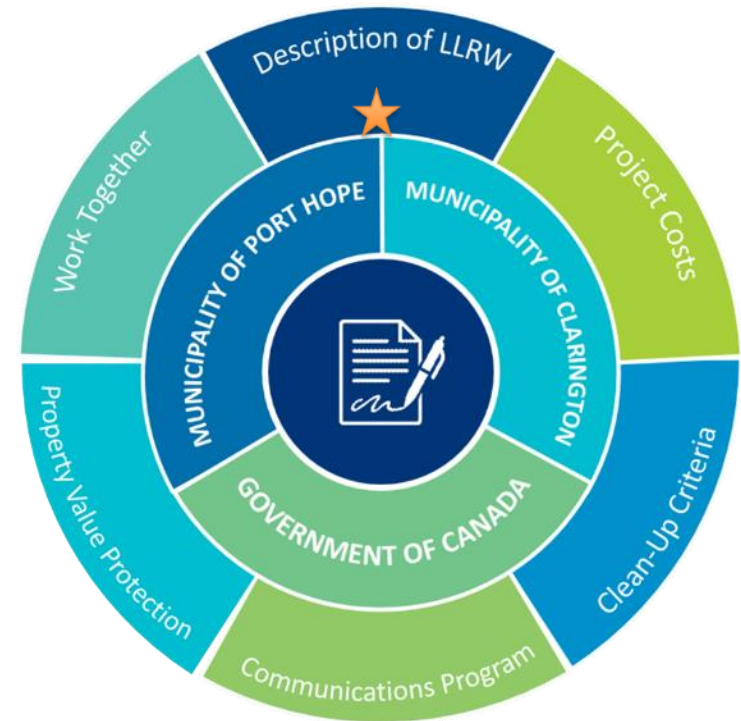 Description of LLRW
Project Costs
Clean-Up Criteria
Communications Program
Property Value Protection
Work Together
MUNICIPALITY OF PORT HOPE
MUNICIPALITY OF CLARINGTON
GOVERNMENT OF CANADA